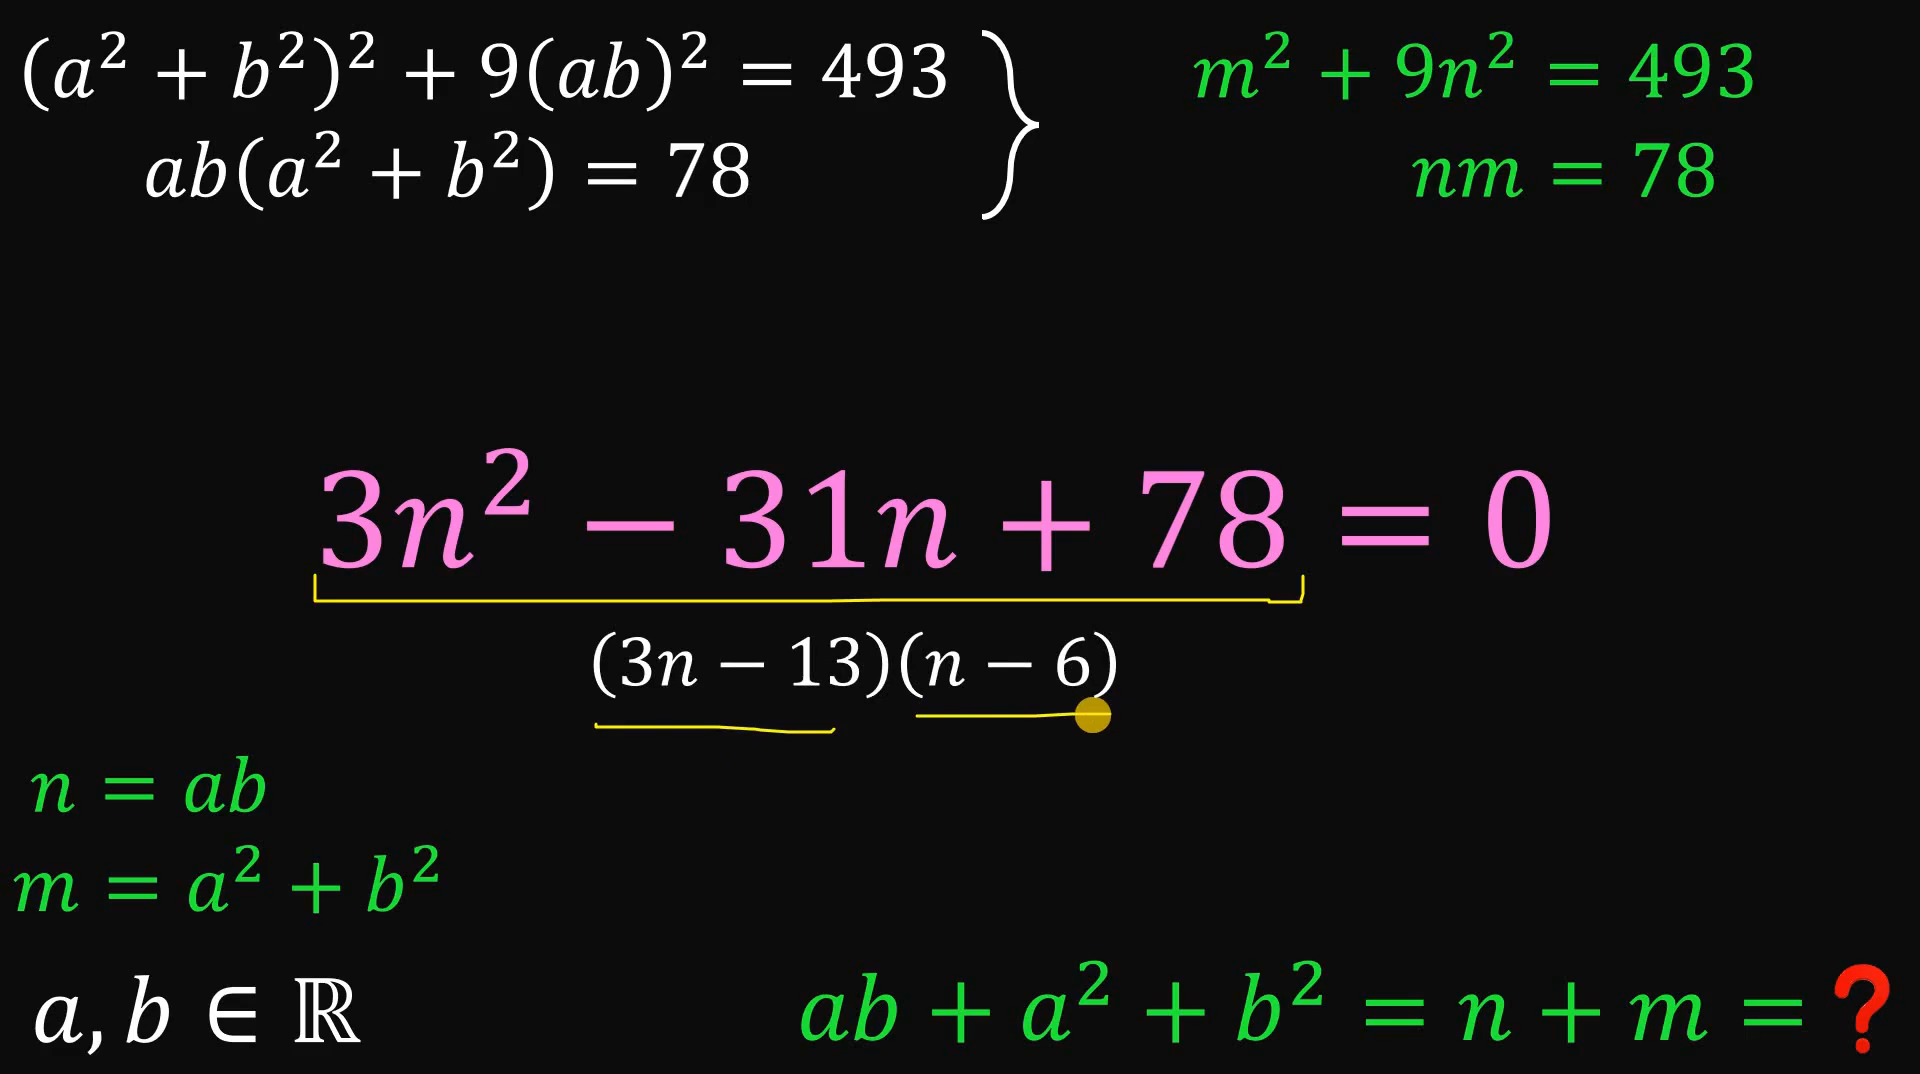 (a² + b²)² + 9(ab)² = 493
ab(a² + b²) = 78
m² + 9n² = 493
nm = 78
3n² − 31n + 78 = 0
(3n − 13)(n − 6)
n = ab
m = a² + b²
a, b ∈ ℝ
ab + a² + b² = n + m = ❓